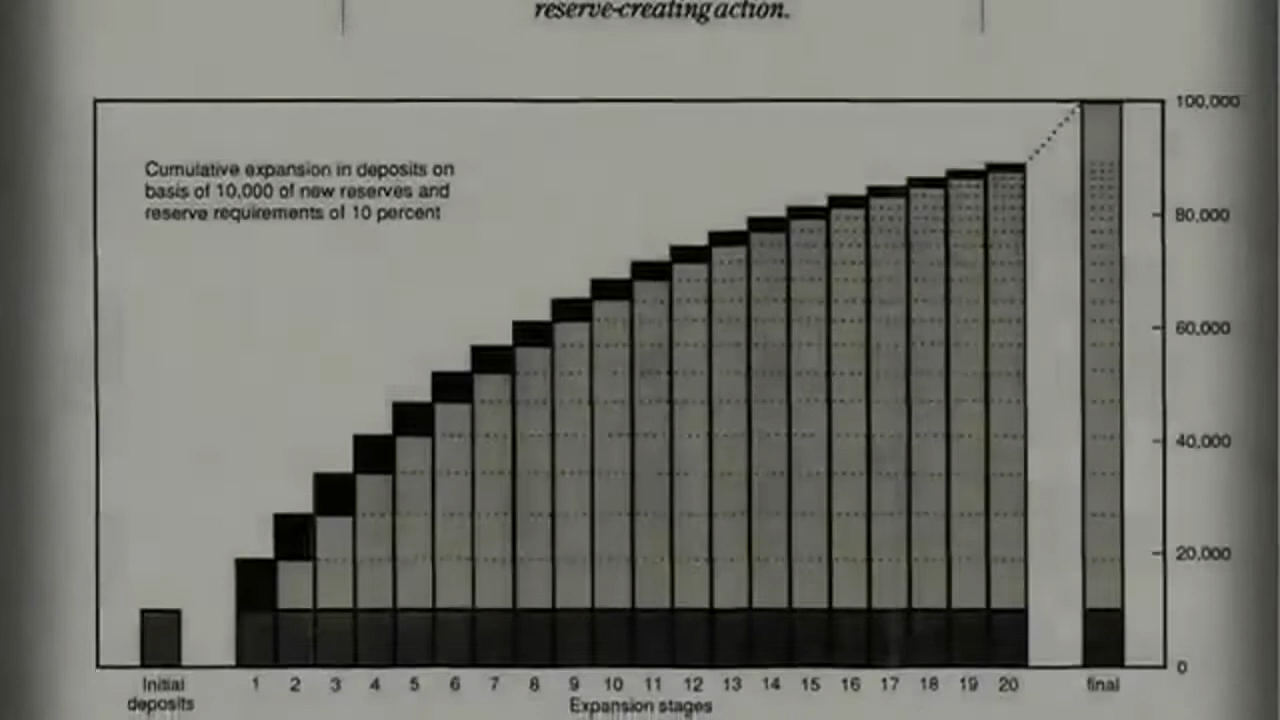 reserve-creating action.
100,000
Cumulative expansion in deposits on
basis of 10,000 of new reserves and
reserve requirements of 10 percent
80,000
60,000
40,000
20,000
0
Initial
deposits
1 2 3 4 5 6 7 8 9 10 11 12 13 14 15 16 17 18 19 20 final
Expansion stages